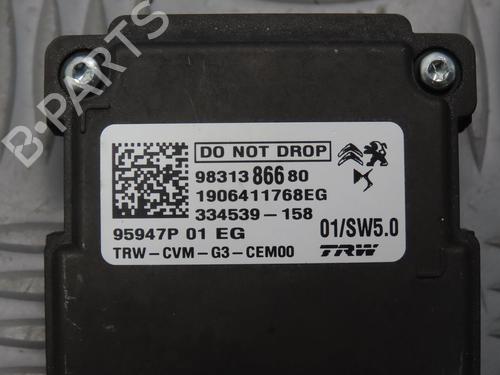 B-PARTS
DO NOT DROP
98313 866 80
1906411768EG
334539-158
95947P 01 EG
01/SW5.0
TRW-CVM-G3-CEM00
TRW